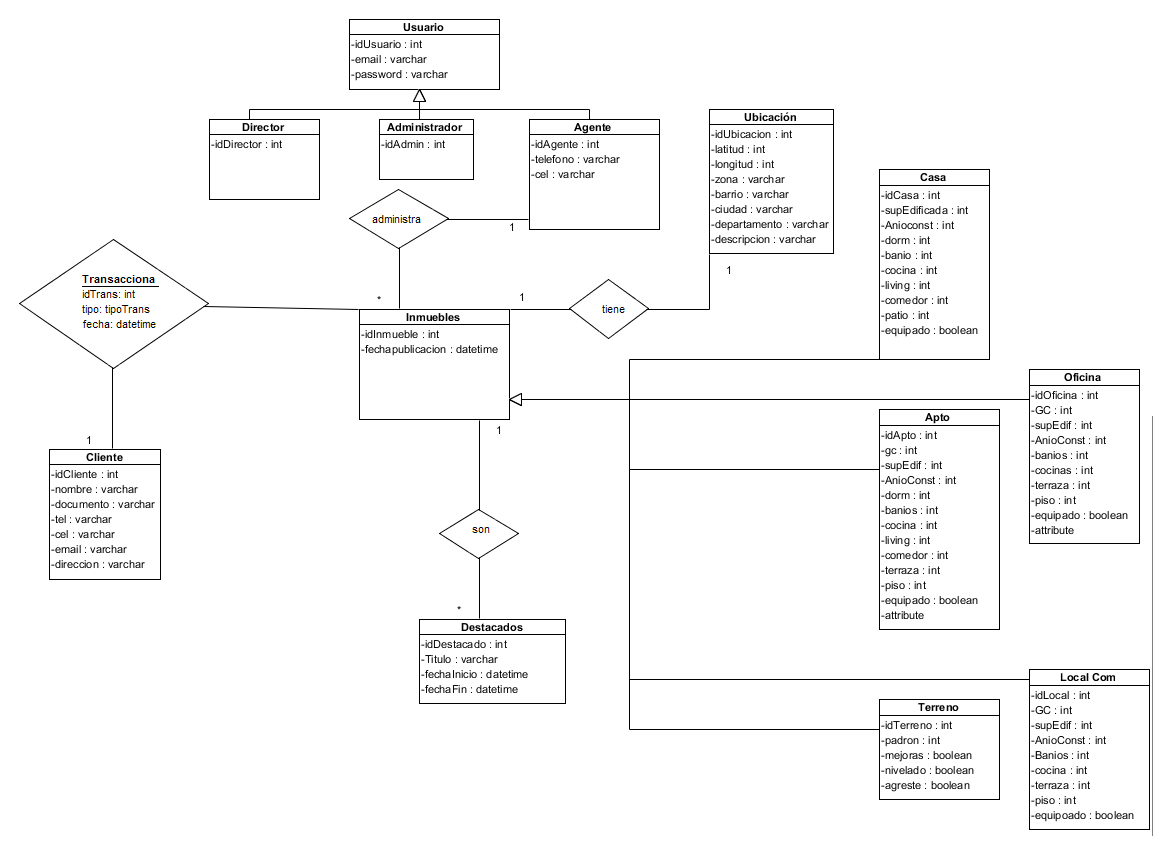 Usuario
-idUsuario : int
-email : varchar
-password : varchar
Director
-idDirector : int
Administrador
-idAdmin : int
Agente
-idAgente : int
-telefono : varchar
-cel : varchar
Ubicación
-idUbicacion : int
-latitud : int
-longitud : int
-zona : varchar
-barrio : varchar
-ciudad : varchar
-departamento : varchar
-descripcion : varchar
Casa
-idCasa : int
-supEdificada : int
-Anioconst : int
-dorm : int
-banio : int
-cocina : int
-living : int
-comedor : int
-patio : int
-equipado : boolean
administra
1
*
Transacciona
idTrans: int
tipo: tipoTrans
fecha: datetime
1
tiene
1
Inmuebles
-idInmueble : int
-fechapublicacion : datetime
1
Oficina
-idOficina : int
-GC : int
-supEdif : int
-AnioConst : int
-banios : int
-cocinas : int
-terraza : int
-piso : int
-equipado : boolean
-attribute
Apto
-idApto : int
-gc : int
-supEdif : int
-AnioConst : int
-dorm : int
-banios : int
-cocina : int
-living : int
-comedor : int
-terraza : int
-piso : int
-equipado : boolean
-attribute
1
Cliente
-idCliente : int
-nombre : varchar
-documento : varchar
-tel : varchar
-cel : varchar
-email : varchar
-direccion : varchar
son
*
Destacados
-idDestacado : int
-Titulo : varchar
-fechaInicio : datetime
-fechaFin : datetime
Terreno
-idTerreno : int
-padron : int
-mejoras : boolean
-nivelado : boolean
-agreste : boolean
Local Com
-idLocal : int
-GC : int
-supEdif : int
-AnioConst : int
-Banios : int
-cocina : int
-terraza : int
-piso : int
-equipoado : boolean